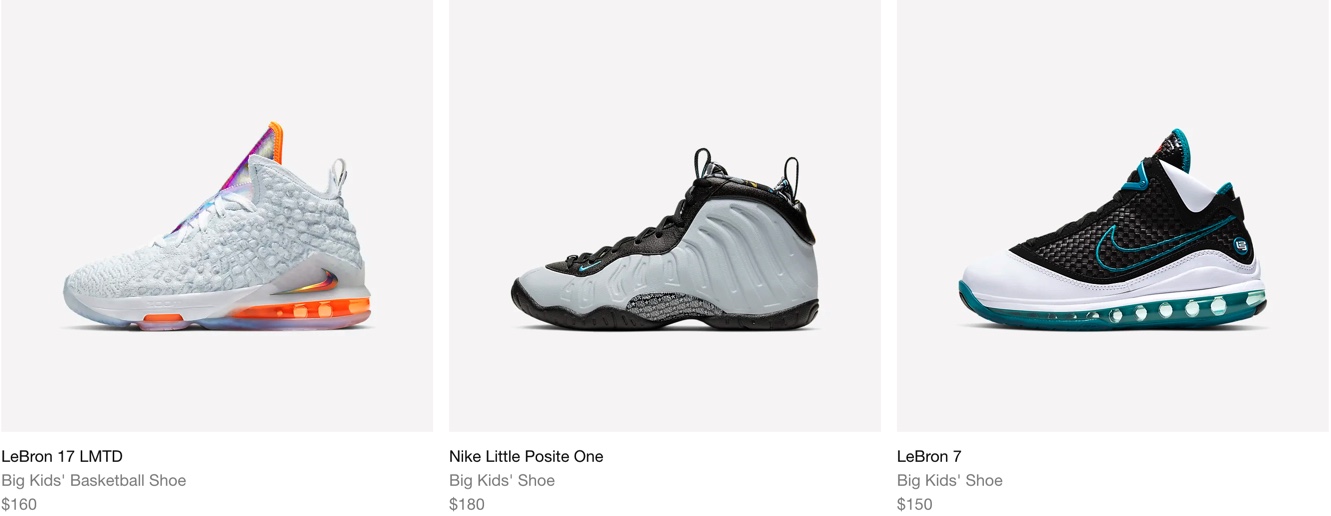 LeBron 17 LMTD
Big Kids' Basketball Shoe
$160
Nike Little Posite One
Big Kids' Shoe
$180
LeBron 7
Big Kids' Shoe
$150